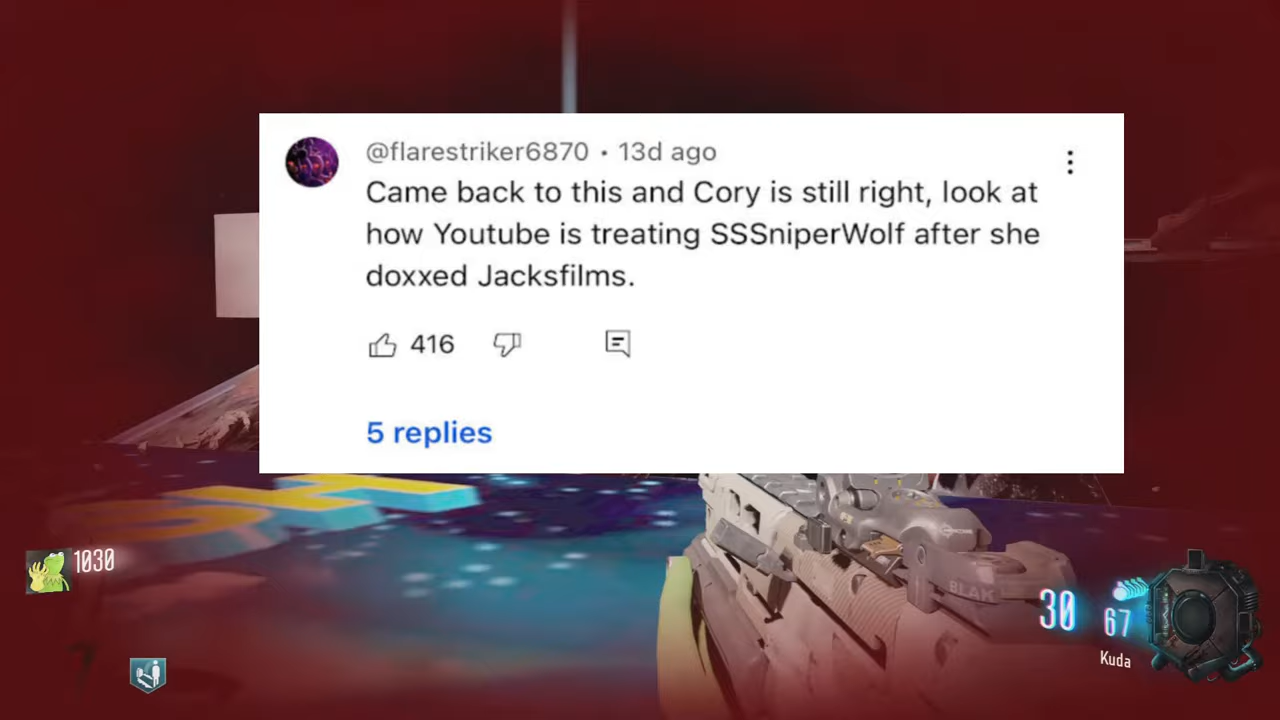 @flarestriker6870 • 13d ago
Came back to this and Cory is still right, look at
how Youtube is treating SSSniperWolf after she
doxxed Jacksfilms.
416
5 replies
1030
BLAK
30
67
Kuda